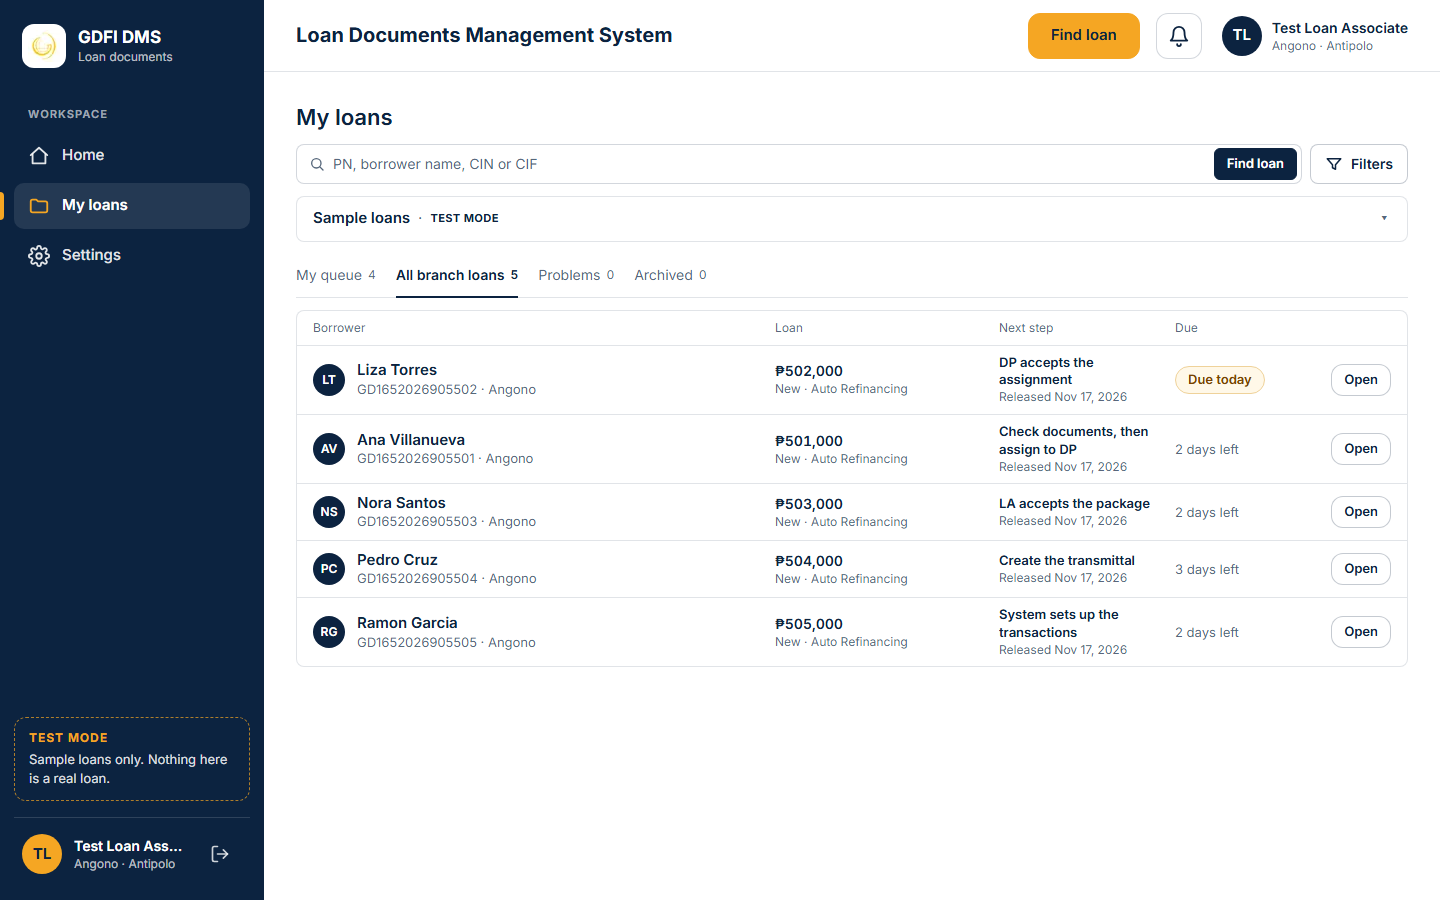 GDFI DMS
Loan documents
WORKSPACE
Home
My loans
Settings
TEST MODE
Sample loans only. Nothing here
is a real loan.
TL
Test Loan Ass...
Angono · Antipolo
Loan Documents Management System
Find loan
TL
Test Loan Associate
Angono · Antipolo
My loans
PN, borrower name, CIN or CIF
Find loan
Filters
Sample loans · TEST MODE
My queue 4
All branch loans 5
Problems 0
Archived 0
Borrower
Loan
Next step
Due
LT
Liza Torres
GD1652026905502 · Angono
₱502,000
New · Auto Refinancing
DP accepts the
assignment
Released Nov 17, 2026
Due today
Open
AV
Ana Villanueva
GD1652026905501 · Angono
₱501,000
New · Auto Refinancing
Check documents, then
assign to DP
Released Nov 17, 2026
2 days left
Open
NS
Nora Santos
GD1652026905503 · Angono
₱503,000
New · Auto Refinancing
LA accepts the package
Released Nov 17, 2026
2 days left
Open
PC
Pedro Cruz
GD1652026905504 · Angono
₱504,000
New · Auto Refinancing
Create the transmittal
Released Nov 17, 2026
3 days left
Open
RG
Ramon Garcia
GD1652026905505 · Angono
₱505,000
New · Auto Refinancing
System sets up the
transactions
Released Nov 17, 2026
2 days left
Open